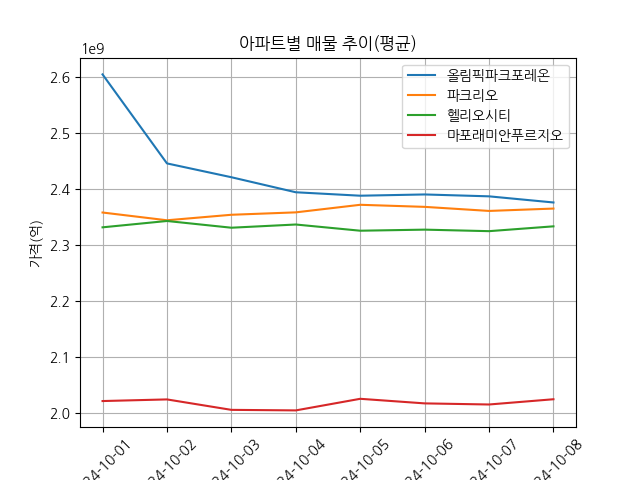 아파트별 매물 추이(평균)
1e9
올림픽파크포레온
파크리오
헬리오시티
마포래미안푸르지오
가격(억)
2.6
2.5
2.4
2.3
2.2
2.1
2.0
24-10-01
24-10-02
24-10-03
24-10-04
24-10-05
24-10-06
24-10-07
24-10-08